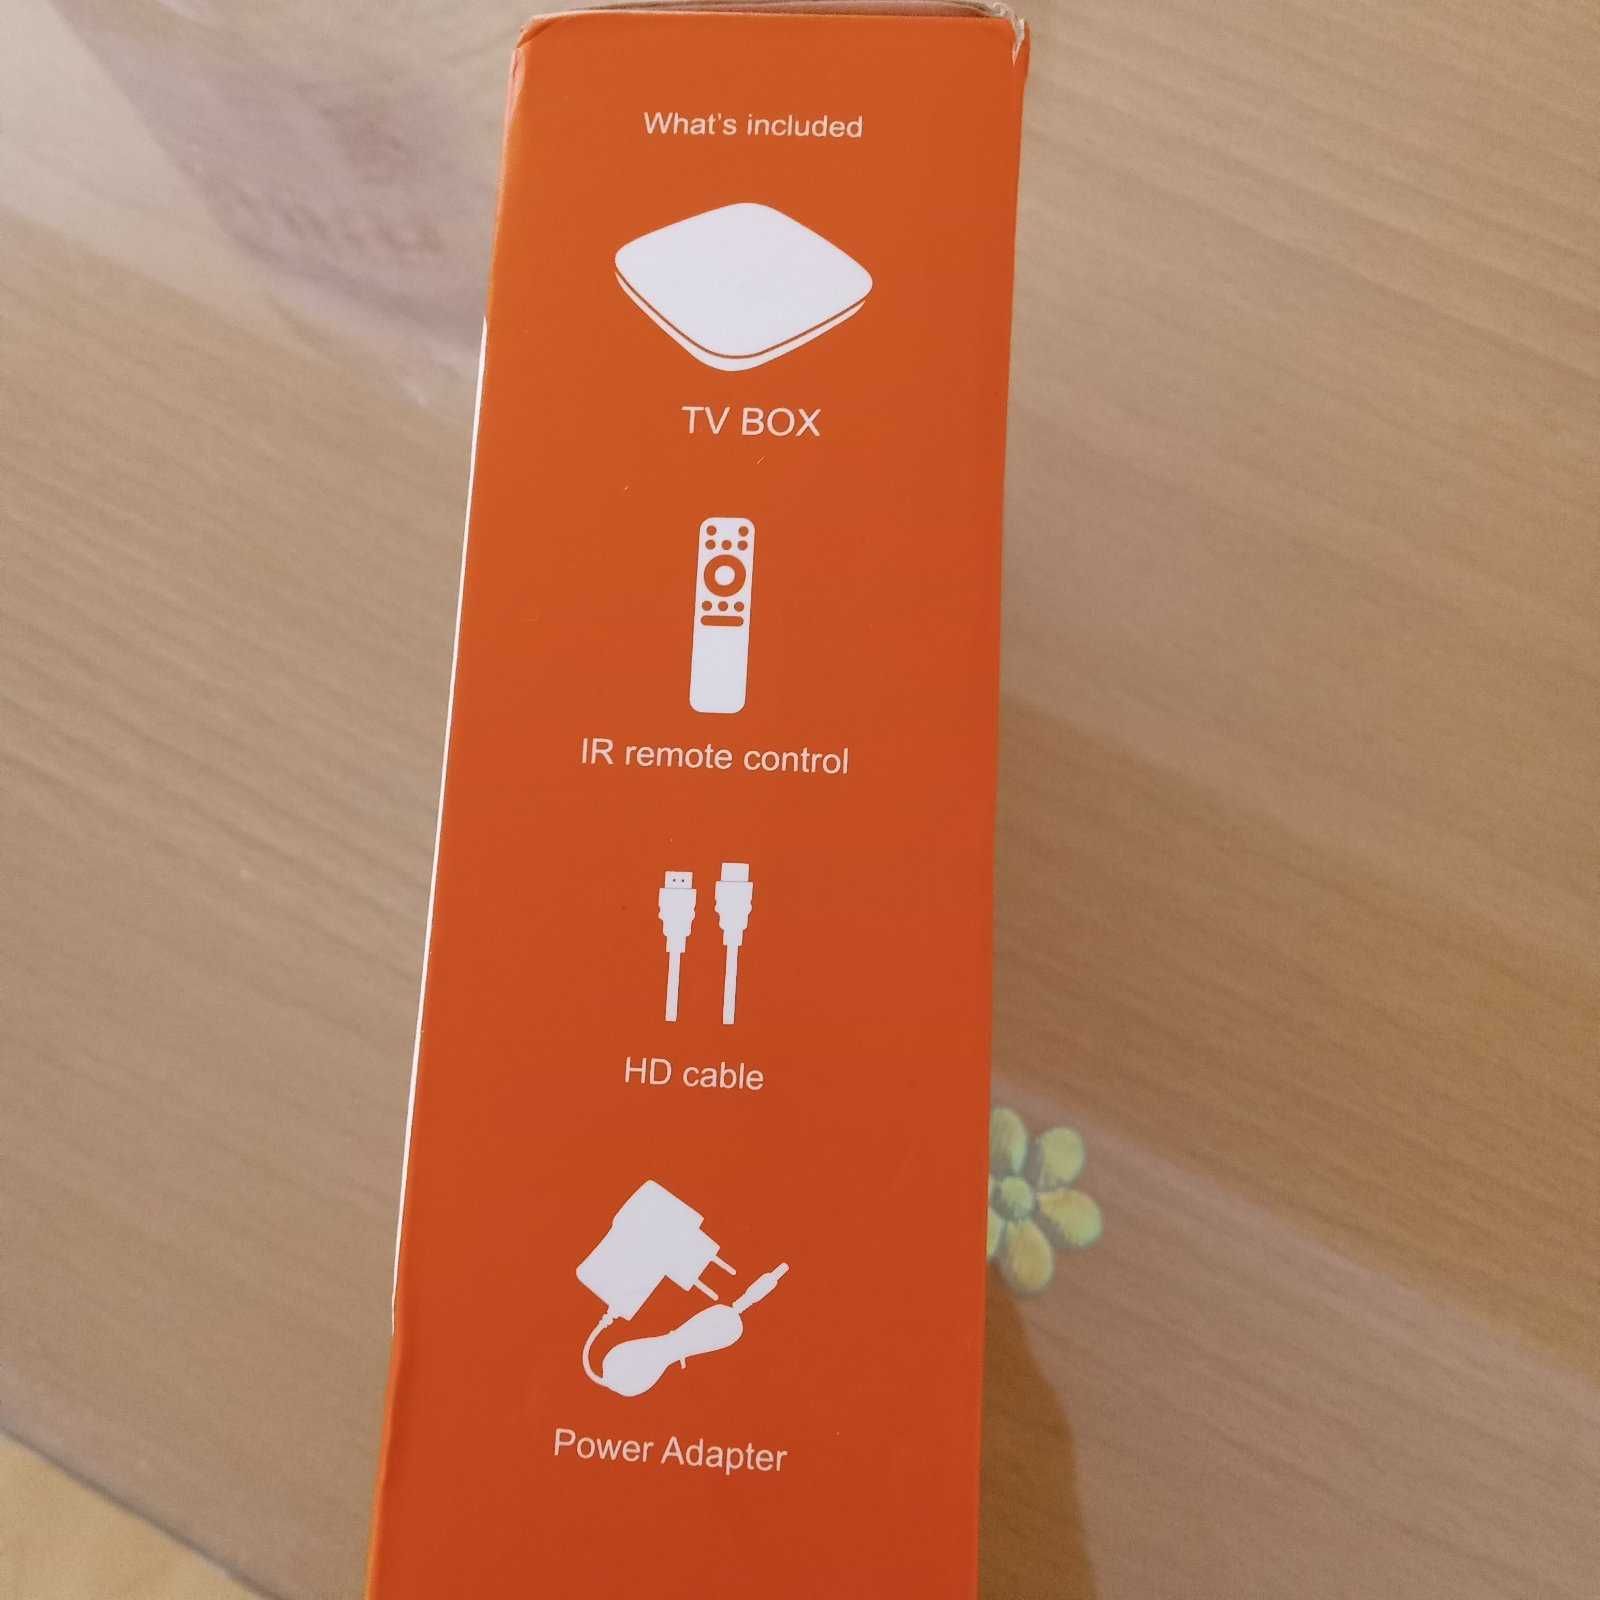 What's included
TV BOX
IR remote control
HD cable
Power Adapter